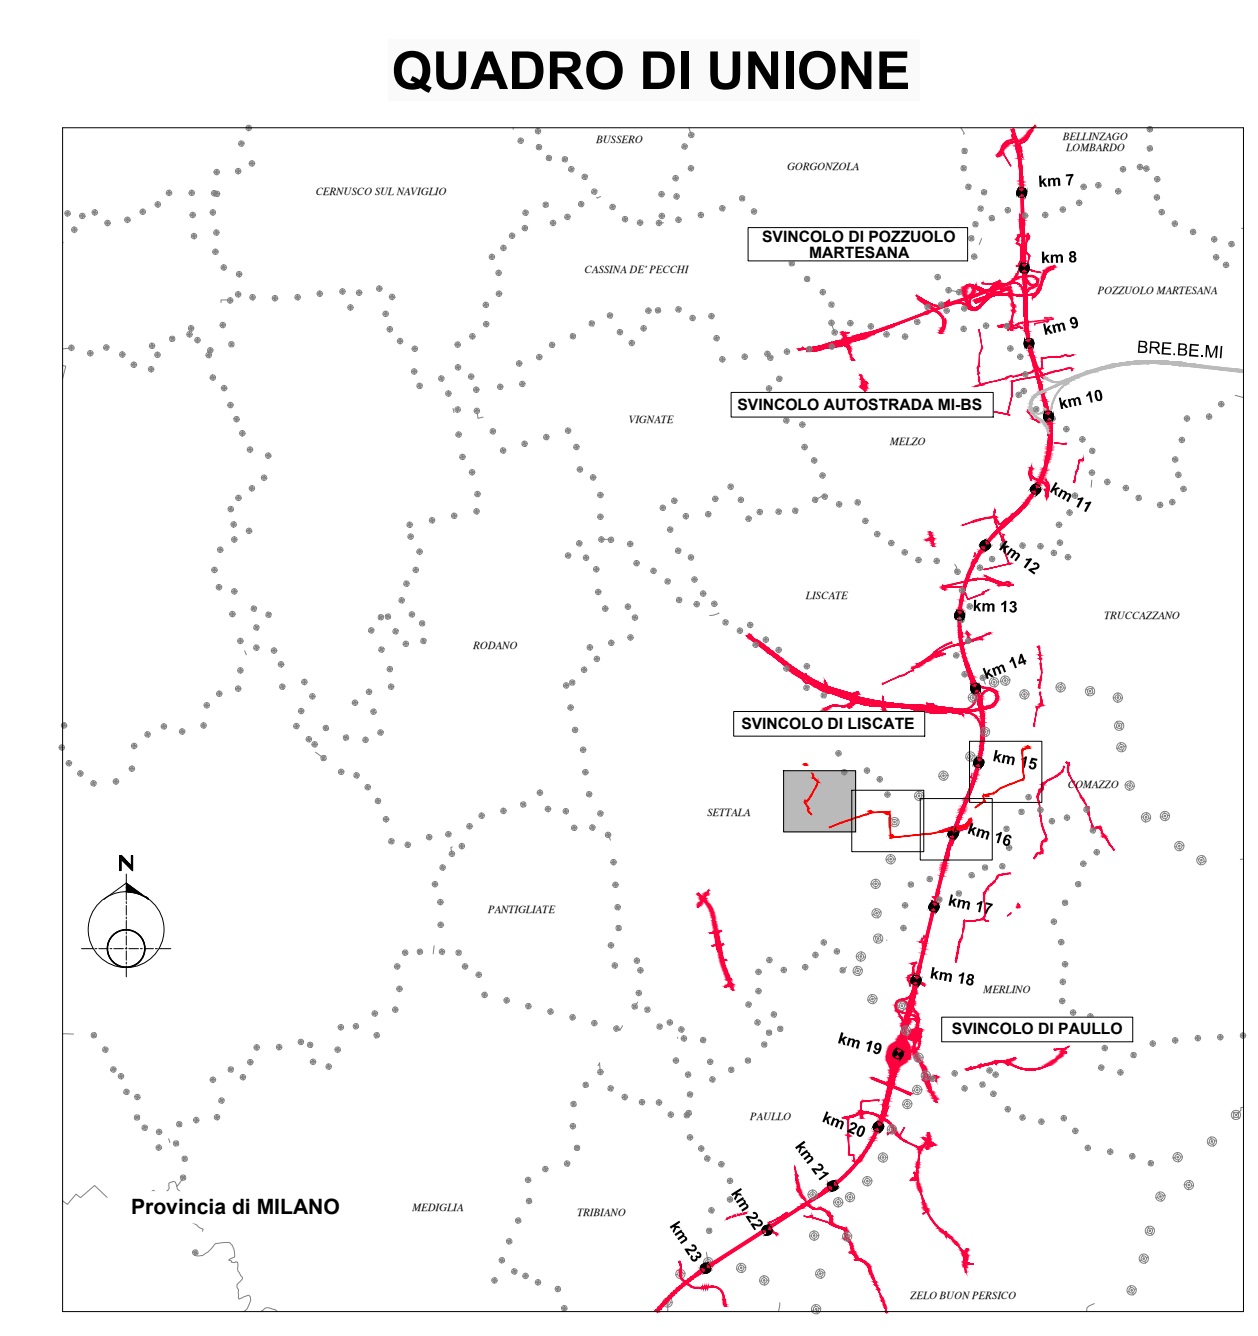 QUADRO DI UNIONE
BUSSERO
BELLINZAGO
LOMBARDO
GORGONZOLA
CERNUSCO SUL NAVIGLIO
km 7
SVINCOLO DI POZZUOLO
MARTESANA
km 8
CASSINA DE' PECCHI
POZZUOLO MARTESANA
km 9
BRE.BE.MI
SVINCOLO AUTOSTRADA MI-BS
km 10
VIGNATE
MELZO
km 11
km 12
LISCATE
km 13
TRUCCAZZANO
RODANO
km 14
SVINCOLO DI LISCATE
km 15
COMAZZO
SETTALA
km 16
N
PANTIGLIATE
km 17
km 18
MERLINO
SVINCOLO DI PAULLO
km 19
PAULLO
km 20
km 21
Provincia di MILANO
MEDIGLIA
TRIBIANO
km 22
km 23
ZELO BUON PERSICO